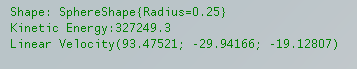 Shape: SphereShape{Radius=0.25}
Kinetic Energy:327249.3
Linear Velocity(93.47521; -29.94166; -19.12807)